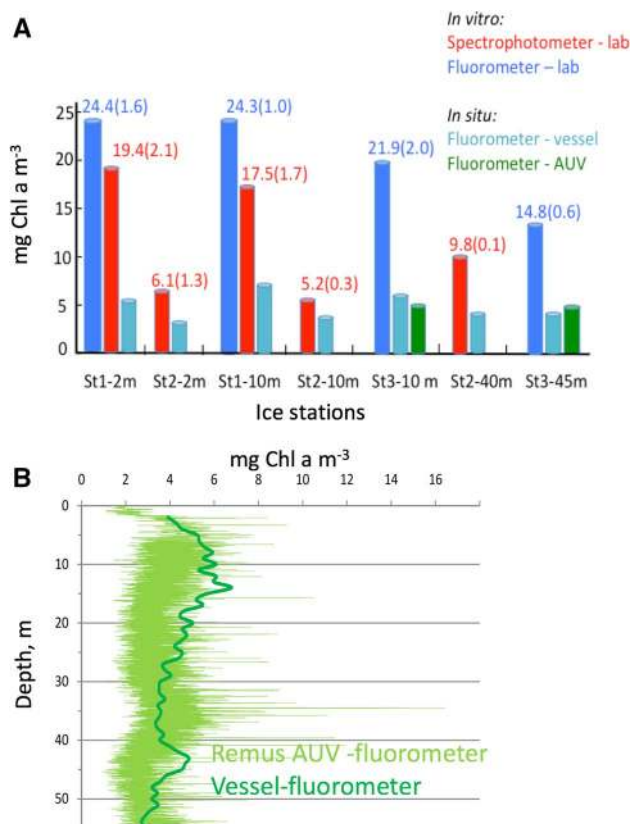 A
In vitro:
Spectrophotometer - lab
Fluorometer – lab
In situ:
Fluorometer - vessel
Fluorometer - AUV
mg Chl a m-3
25
20
15
10
5
0
24.4(1.6)
19.4(2.1)
6.1(1.3)
24.3(1.0)
17.5(1.7)
5.2(0.3)
21.9(2.0)
9.8(0.1)
14.8(0.6)
St1-2m St2-2m St1-10m St2-10m St3-10 m St2-40m St3-45m
Ice stations
B
mg Chl a m-3
0 2 4 6 8 10 12 14 16
Depth, m
0
10
20
30
40
50
Remus AUV -fluorometer
Vessel-fluorometer